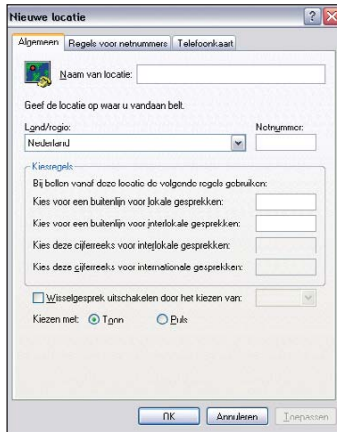 Nieuwe locatie
Algemeen Regels voor netnummers Telefoonkaart
Naam van locatie:
Geef de locatie op waar u vandaan belt.
Land/regio: Netnummer:
Nederland
Kiesregels
Bij bellen vanaf deze locatie de volgende regels gebruiken:
Kies voor een buitenlijn voor lokale gesprekken:
Kies voor een buitenlijn voor interlokale gesprekken:
Kies deze cijferreeks voor interlokale gesprekken:
Kies deze cijferreeks voor internationale gesprekken:
Wisselgesprek uitschakelen door het kiezen van:
Kiezen met: Toon Puls
OK Annuleren Toepassen